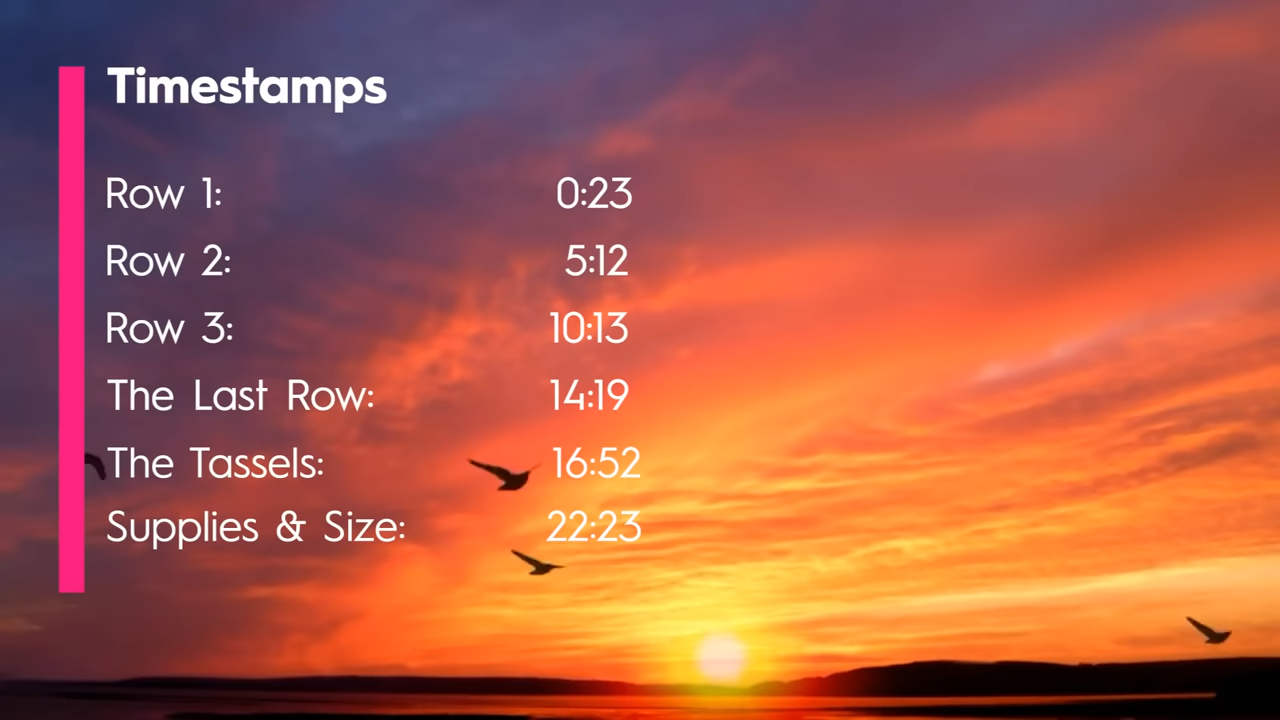 Timestamps
Row 1: 0:23
Row 2: 5:12
Row 3: 10:13
The Last Row: 14:19
The Tassels: 16:52
Supplies & Size: 22:23